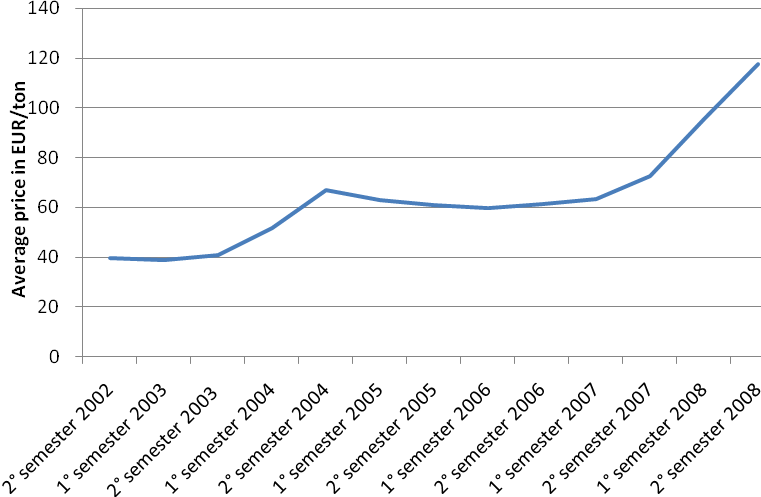 140
120
100
80
60
40
20
0
Average price in EUR/ton
2° semester 2002
1° semester 2003
2° semester 2003
1° semester 2004
2° semester 2004
1° semester 2005
2° semester 2005
1° semester 2006
2° semester 2006
1° semester 2007
2° semester 2007
1° semester 2008
2° semester 2008